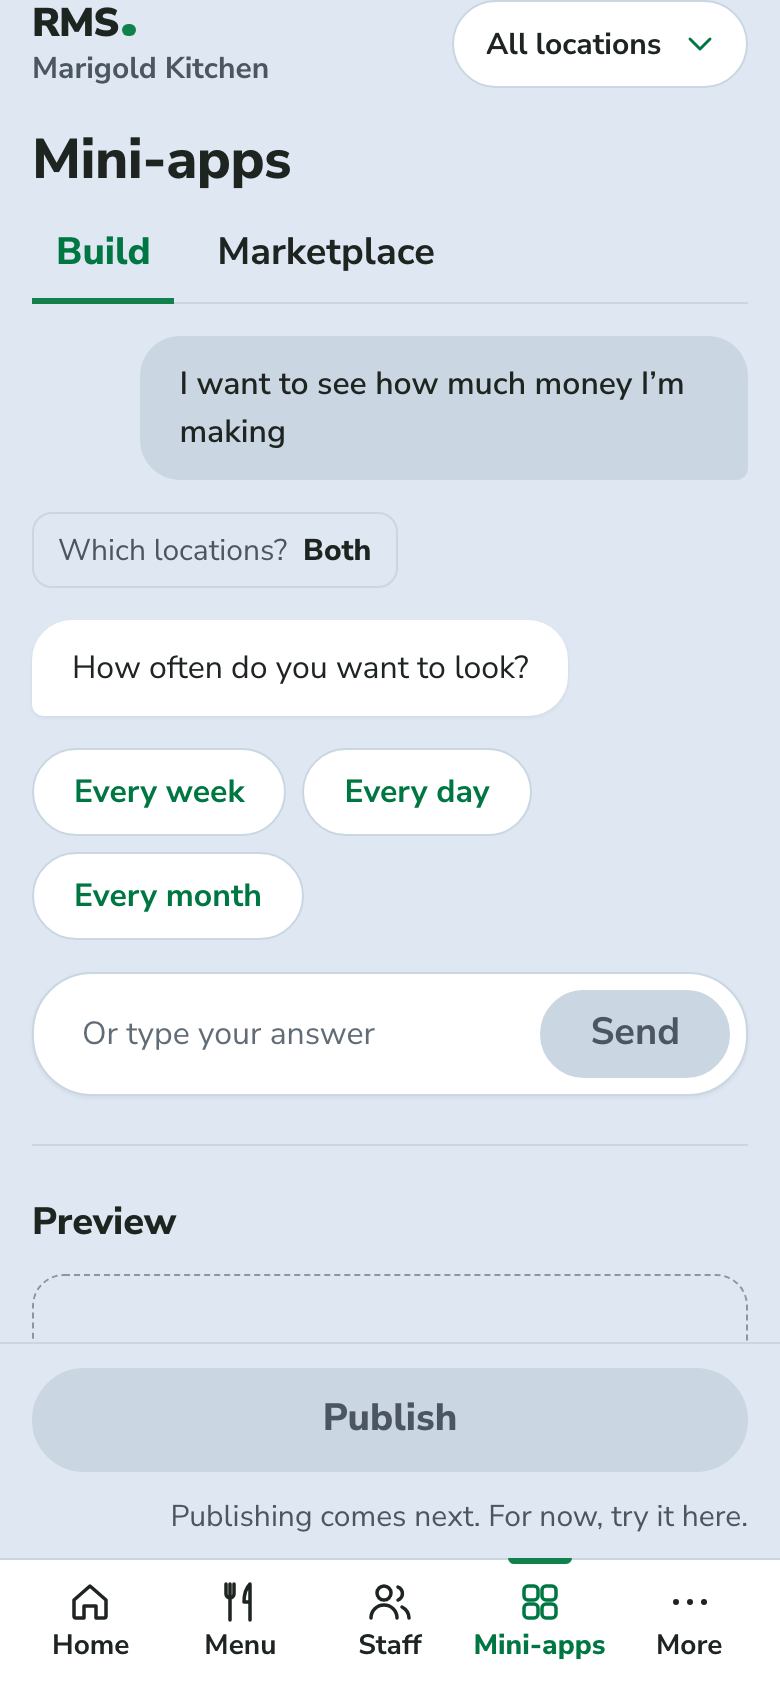 RMS.
Marigold Kitchen
All locations
Mini-apps
Build
Marketplace
I want to see how much money I’m
making
Which locations? Both
How often do you want to look?
Every week
Every day
Every month
Or type your answer
Send
Preview
Publish
Publishing comes next. For now, try it here.
Home
Menu
Staff
Mini-apps
More